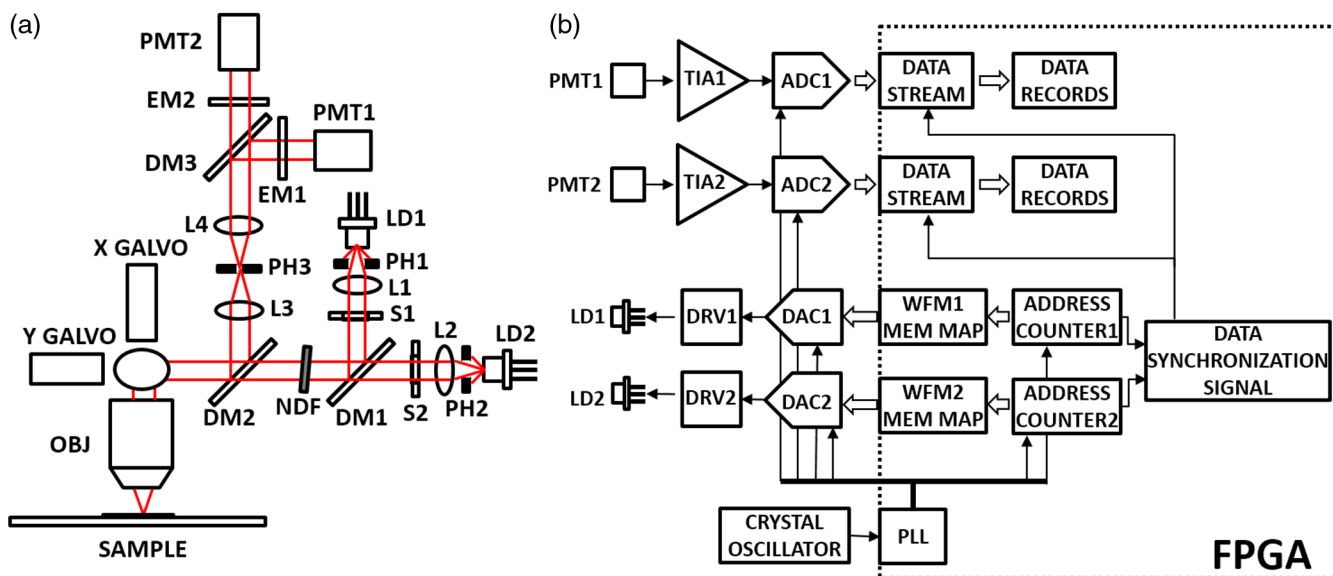 (a)
PMT2
EM2
PMT1
DM3
EM1
L4
LD1
X GALVO
PH3
PH1
L1
L3
S1
Y GALVO
L2
LD2
DM2
NDF
DM1
S2
PH2
OBJ
SAMPLE
(b)
PMT1
TIA1
ADC1
DATA
STREAM
DATA
RECORDS
PMT2
TIA2
ADC2
DATA
STREAM
DATA
RECORDS
LD1
DRV1
DAC1
WFM1
MEM MAP
ADDRESS
COUNTER1
DATA
SYNCHRONIZATION
SIGNAL
LD2
DRV2
DAC2
WFM2
MEM MAP
ADDRESS
COUNTER2
CRYSTAL
OSCILLATOR
PLL
FPGA